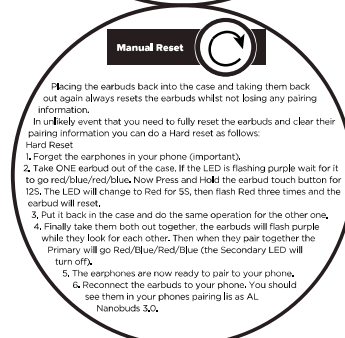 Manual Reset
Placing the earbuds back into the case and taking them back
out again always resets the earbuds whilst not losing any pairing
information.
In unlikely event that you need to fully reset the earbuds and clear their
pairing information you can do a Hard reset as follows:
Hard Reset
1. Forget the earphones in your phone (important).
2. Take ONE earbud out of the case. If the LED is flashing purple wait for it
to go red/blue/red/blue. Now Press and Hold the earbud touch button for
12S. The LED will change to Red for 5S, then flash Red three times and the
earbud will reset.
3. Put it back in the case and do the same operation for the other one.
4. Finally take them both out together, the earbuds will flash purple
while they look for each other. Then when they pair together the
Primary will go Red/Blue/Red/Blue (the Secondary LED will
turn off).
5. The earphones are now ready to pair to your phone.
6. Reconnect the earbuds to your phone. You should
see them in your phones pairing lis as AL
Nanobuds 3.0.